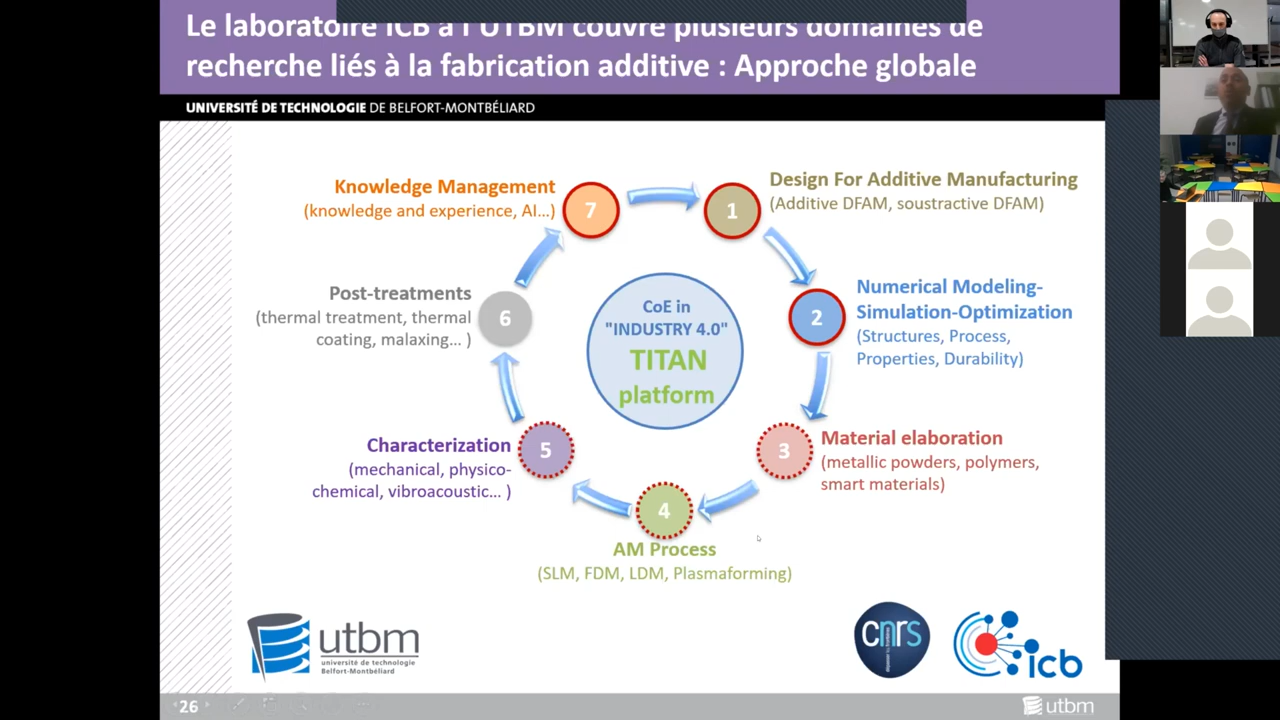 Le laboratoire ICB à l'UTBM couvre plusieurs domaines de
recherche liés à la fabrication additive : Approche globale
UNIVERSITÉ DE TECHNOLOGIE DE BELFORT-MONTBÉLIARD
Knowledge Management
(knowledge and experience, AI...)
7
1
Design For Additive Manufacturing
(Additive DFAM, soustractive DFAM)
Post-treatments
(thermal treatment, thermal
coating, malaxing... )
6
CoE in
"INDUSTRY 4.0"
TITAN
platform
2
Numerical Modeling-
Simulation-Optimization
(Structures, Process,
Properties, Durability)
Characterization
(mechanical, physico-
chemical, vibroacoustic... )
5
3
Material elaboration
(metallic powders, polymers,
smart materials)
4
AM Process
(SLM, FDM, LDM, Plasmaforming)
utbm
université de technologie
Belfort-Montbéliard
cnrs
icb
26
utbm